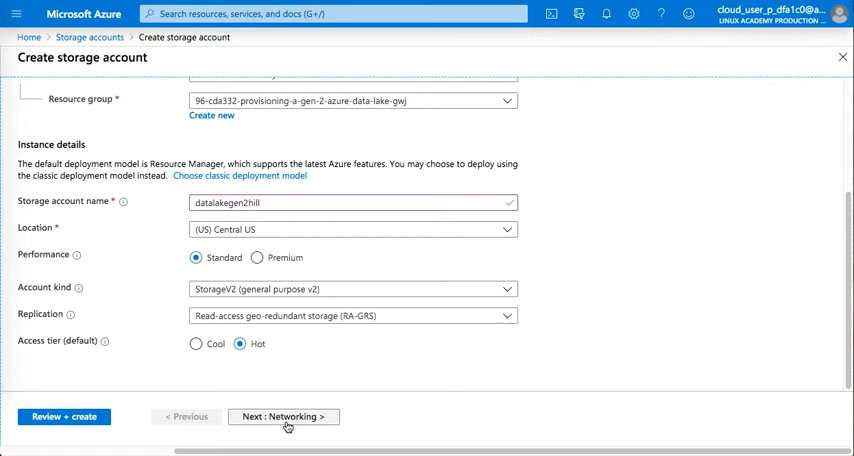 Microsoft Azure
Search resources, services, and docs (G+/)
cloud_user_p_dfa1c0@a...
LINUX ACADEMY PRODUCTION ...
Home > Storage accounts > Create storage account
Create storage account
Resource group *
96-cda332-provisioning-a-gen-2-azure-data-lake-gwj
Create new
Instance details
The default deployment model is Resource Manager, which supports the latest Azure features. You may choose to deploy using
the classic deployment model instead. Choose classic deployment model
Storage account name *
datalakegen2hill
Location *
(US) Central US
Performance
Standard
Premium
Account kind
StorageV2 (general purpose v2)
Replication
Read-access geo-redundant storage (RA-GRS)
Access tier (default)
Cool
Hot
Review + create
< Previous
Next : Networking >